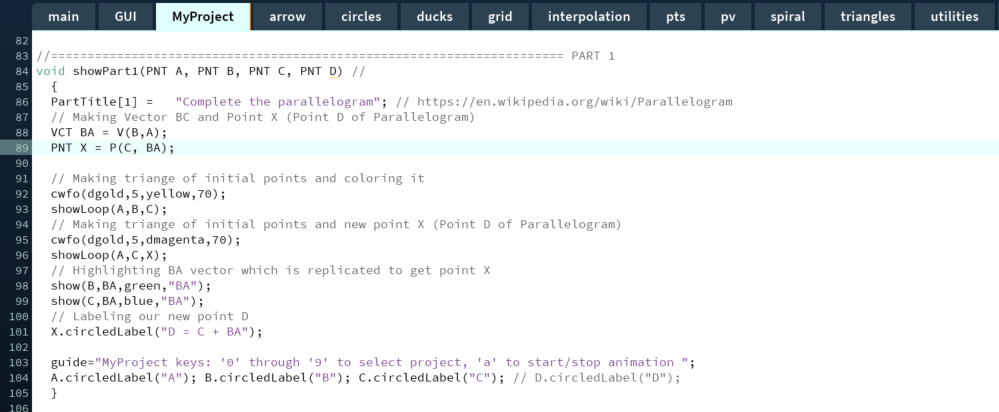 main GUI MyProject arrow circles ducks grid interpolation pts pv spiral triangles utilities
82
83 //============================================================================ PART 1
84 void showPart1(PNT A, PNT B, PNT C, PNT D) //
85 {
86 PartTitle[1] = "Complete the parallelogram"; // https://en.wikipedia.org/wiki/Parallelogram
87 // Making Vector BC and Point X (Point D of Parallelogram)
88 VCT BA = V(B,A);
89 PNT X = P(C, BA);
90
91 // Making triange of initial points and coloring it
92 cwfo(dgold,5,yellow,70);
93 showLoop(A,B,C);
94 // Making triange of initial points and new point X (Point D of Parallelogram)
95 cwfo(dgold,5,dmagenta,70);
96 showLoop(A,C,X);
97 // Highlighting BA vector which is replicated to get point X
98 show(B,BA,green,"BA");
99 show(C,BA,blue,"BA");
100 // Labeling our new point D
101 X.circledLabel("D = C + BA");
102
103 guide="MyProject keys: '0' through '9' to select project, 'a' to start/stop animation ";
104 A.circledLabel("A"); B.circledLabel("B"); C.circledLabel("C"); // D.circledLabel("D");
105 }
106